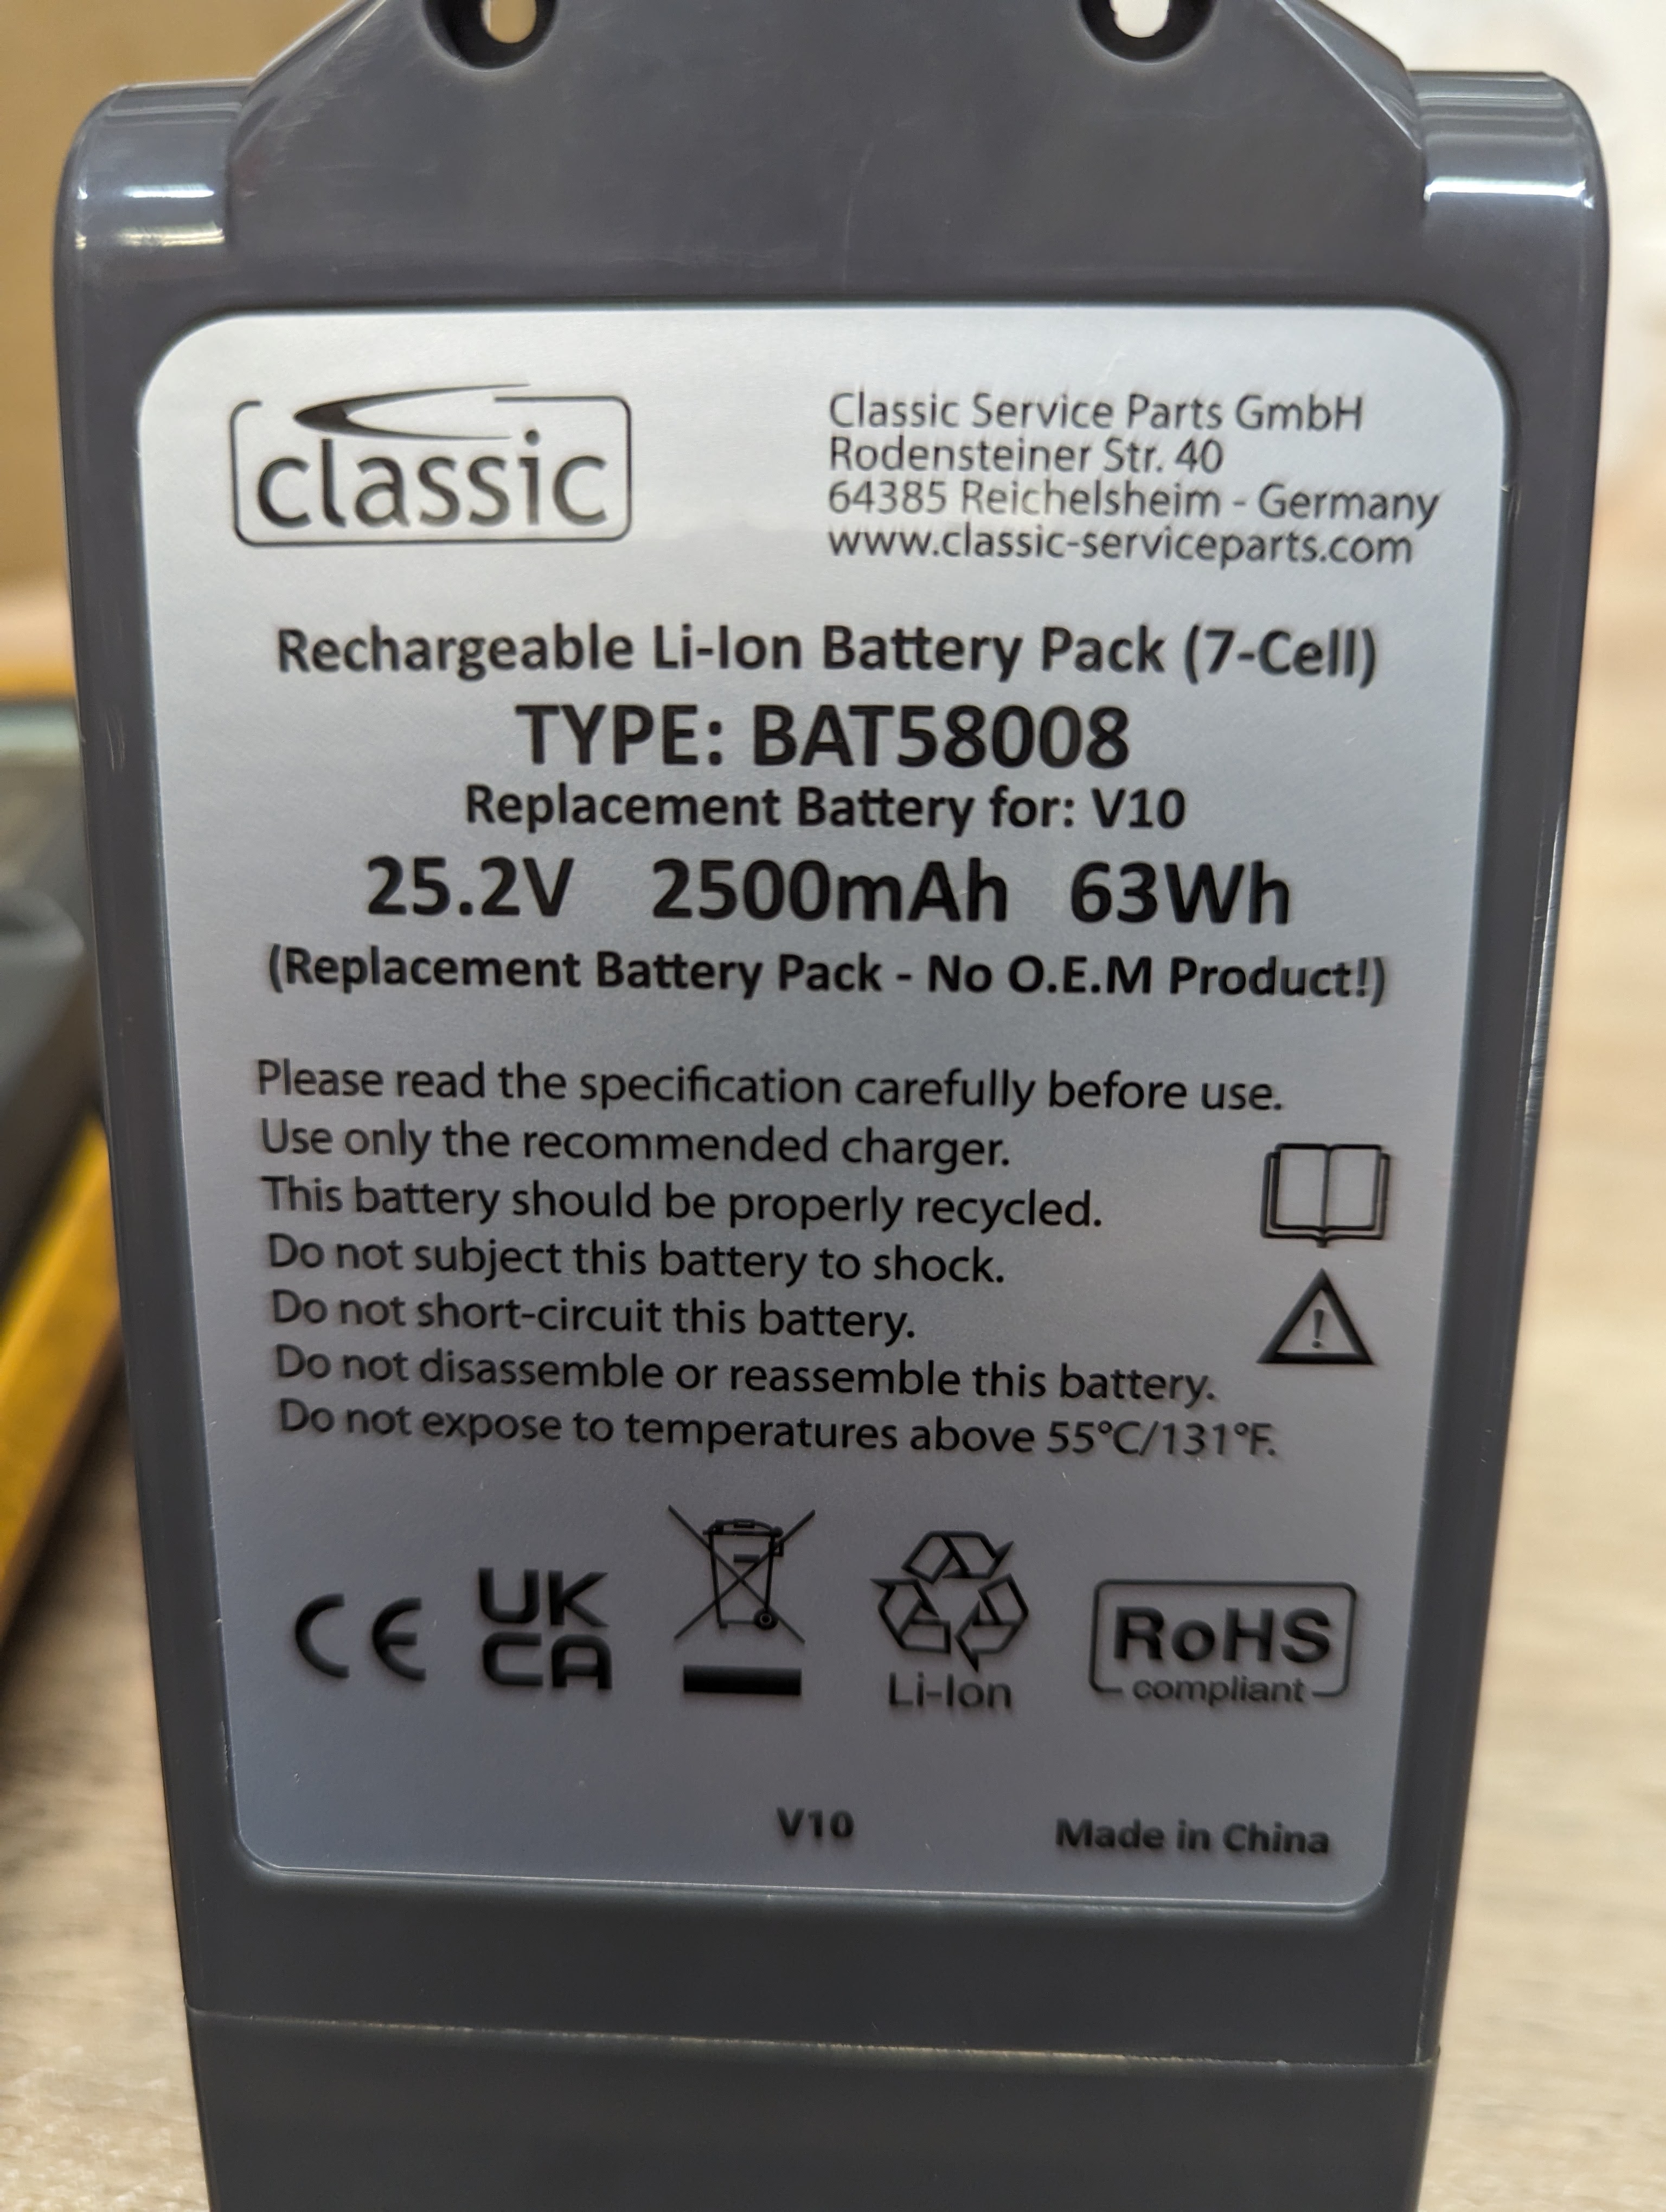 classic
Classic Service Parts GmbH
Rodensteiner Str. 40
64385 Reichelsheim - Germany
www.classic-serviceparts.com
Rechargeable Li-Ion Battery Pack (7-Cell)
TYPE: BAT58008
Replacement Battery for: V10
25.2V 2500mAh 63Wh
(Replacement Battery Pack - No O.E.M Product!)
Please read the specification carefully before use.
Use only the recommended charger.
This battery should be properly recycled.
Do not subject this battery to shock.
Do not short-circuit this battery.
Do not disassemble or reassemble this battery.
Do not expose to temperatures above 55°C/131°F.
CE
UK
CA
Li-Ion
RoHS
compliant
V10
Made in China